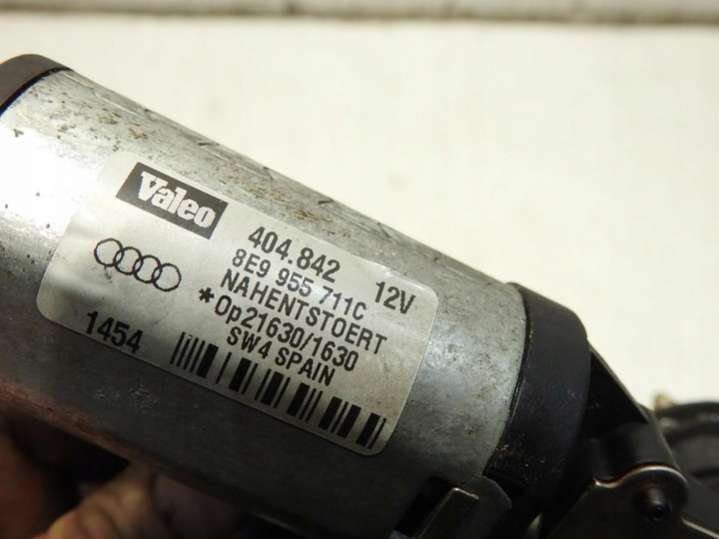 Valeo
404.842 12V
8E9 955 711C
NAHENTSTOERT
*Op21630/1630
1454 SW4 SPAIN